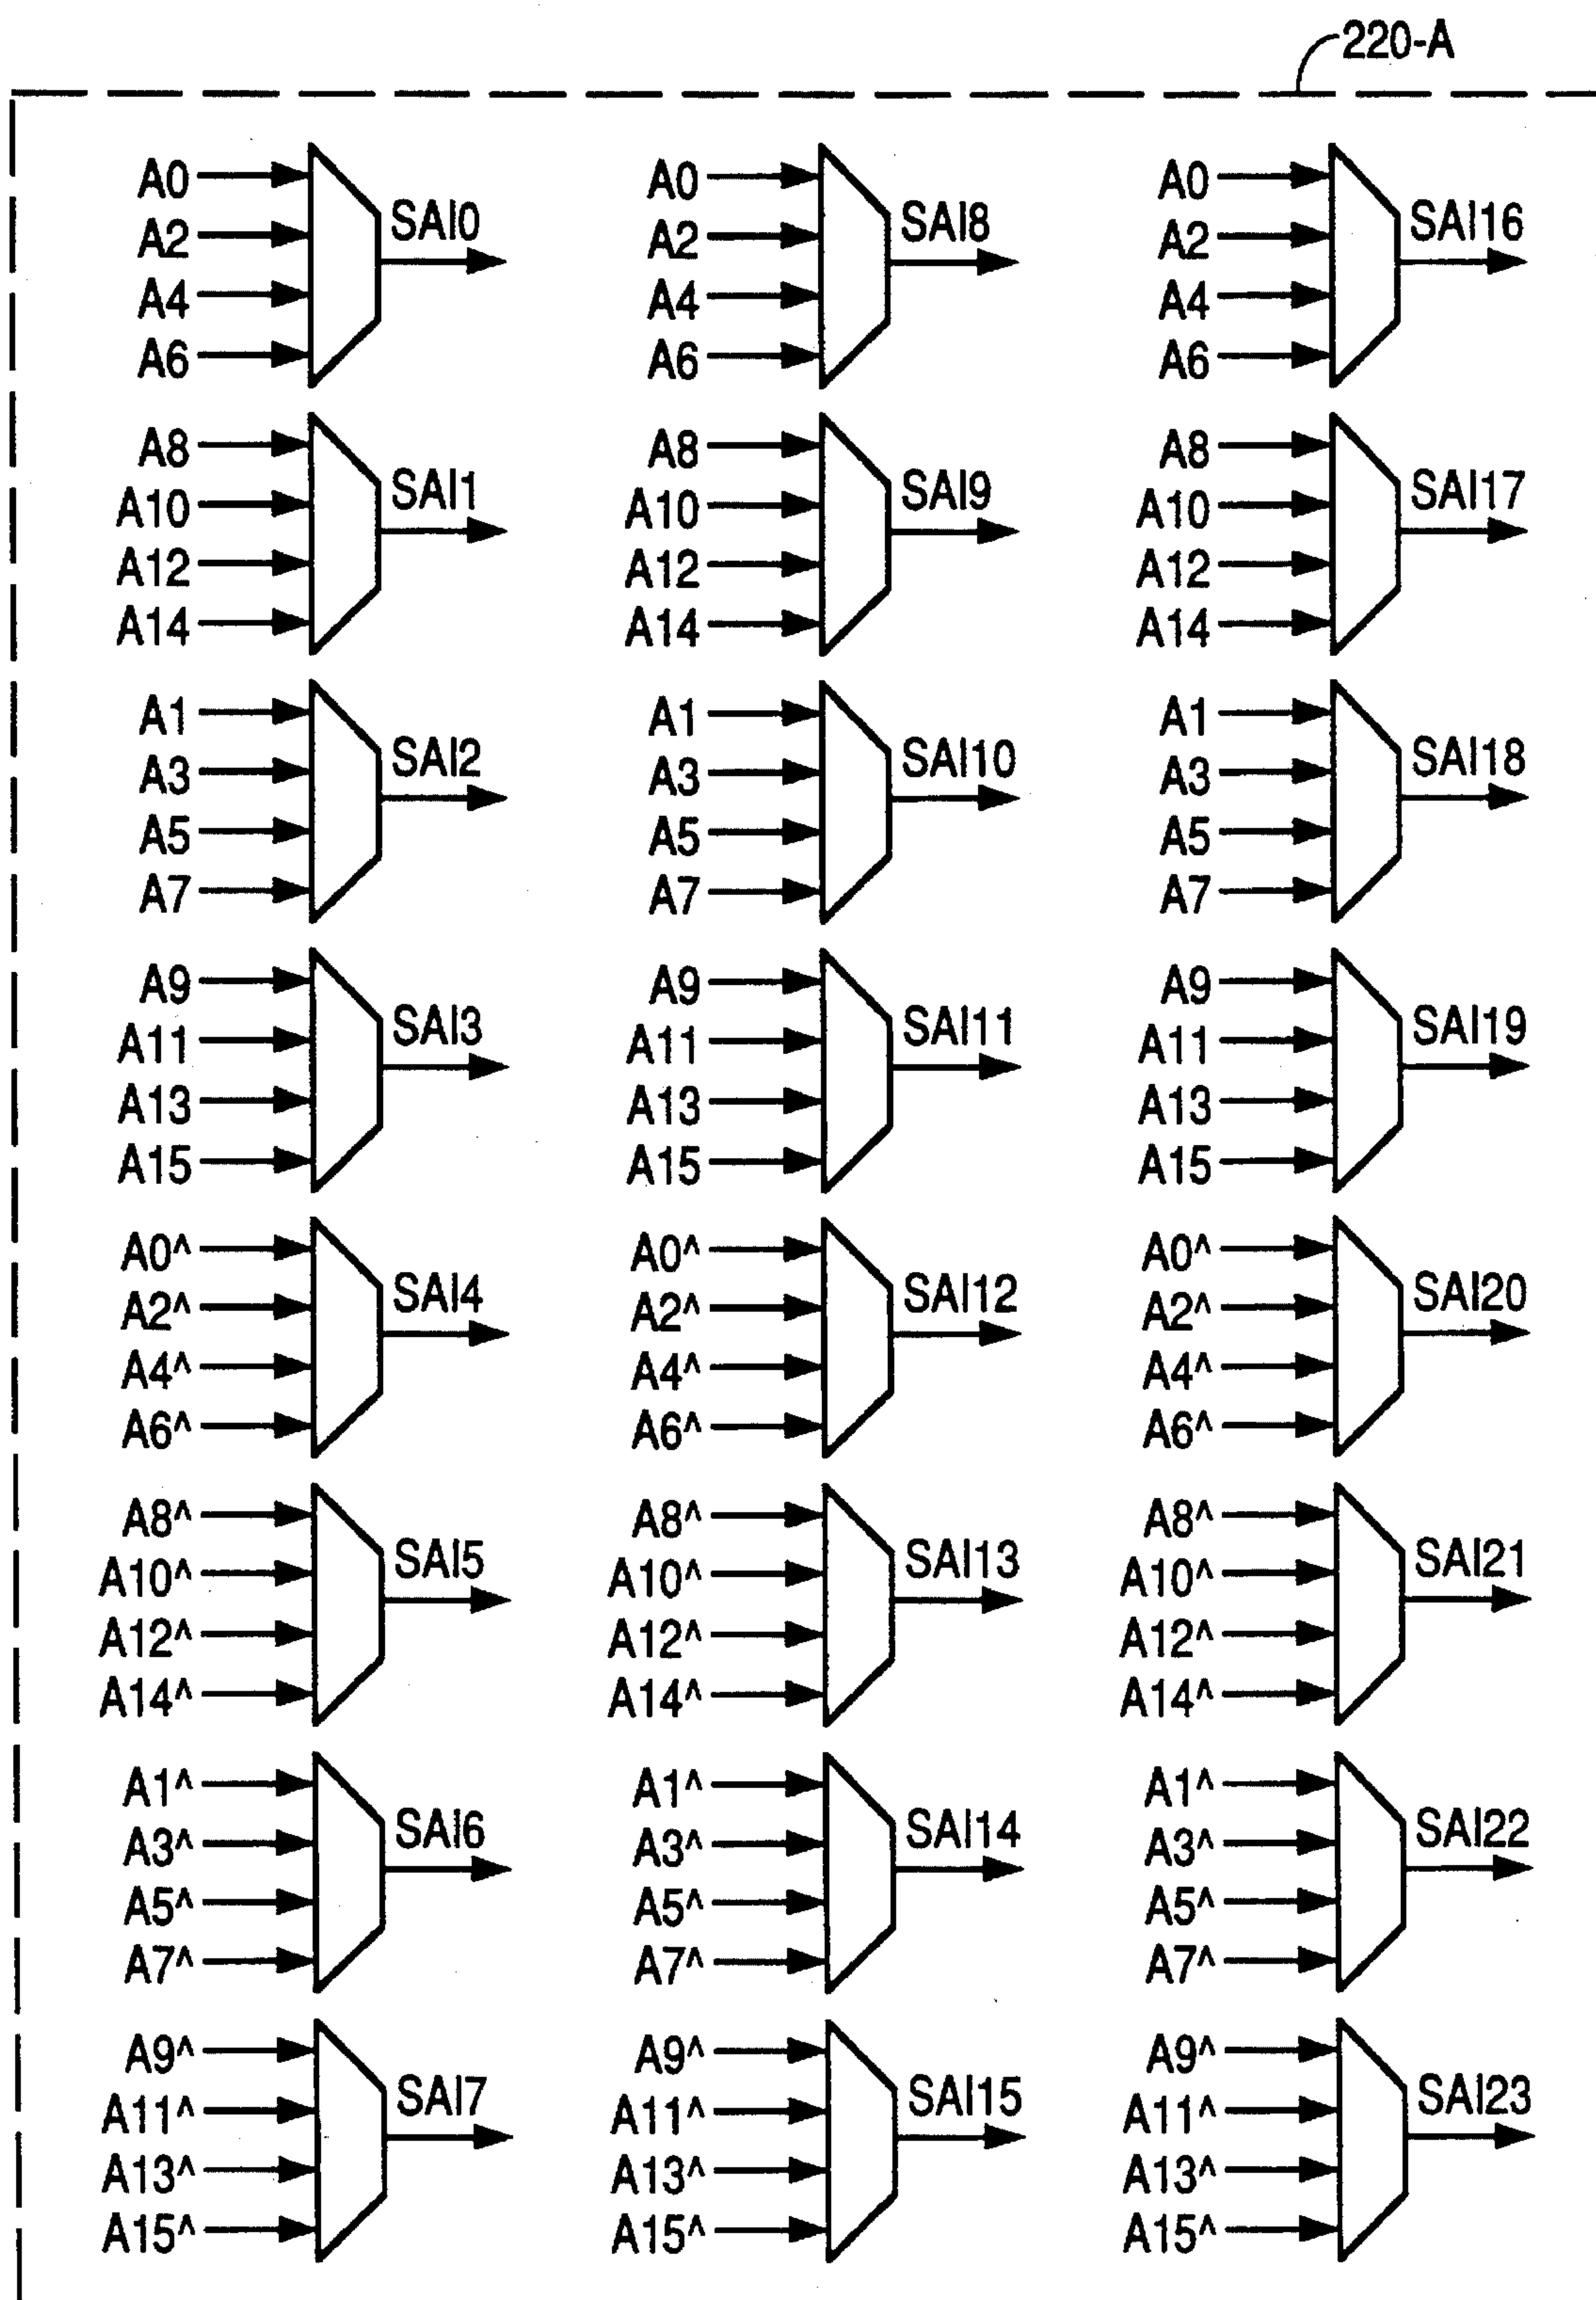 220-A
A0 A0 A0
SAI0 SAI8 SAI16
A2 A2 A2
A4 A4 A4
A6 A6 A6
A8 A8 A8
SAI1 SAI9 SAI17
A10 A10 A10
A12 A12 A12
A14 A14 A14
A1 A1 A1
SAI2 SAI10 SAI18
A3 A3 A3
A5 A5 A5
A7 A7 A7
A9 A9 A9
SAI3 SAI11 SAI19
A11 A11 A11
A13 A13 A13
A15 A15 A15
A0^ A0^ A0^
SAI4 SAI12 SAI20
A2^ A2^ A2^
A4^ A4^ A4^
A6^ A6^ A6^
A8^ A8^ A8^
SAI5 SAI13 SAI21
A10^ A10^ A10^
A12^ A12^ A12^
A14^ A14^ A14^
A1^ A1^ A1^
SAI6 SAI14 SAI22
A3^ A3^ A3^
A5^ A5^ A5^
A7^ A7^ A7^
A9^ A9^ A9^
SAI7 SAI15 SAI23
A11^ A11^ A11^
A13^ A13^ A13^
A15^ A15^ A15^